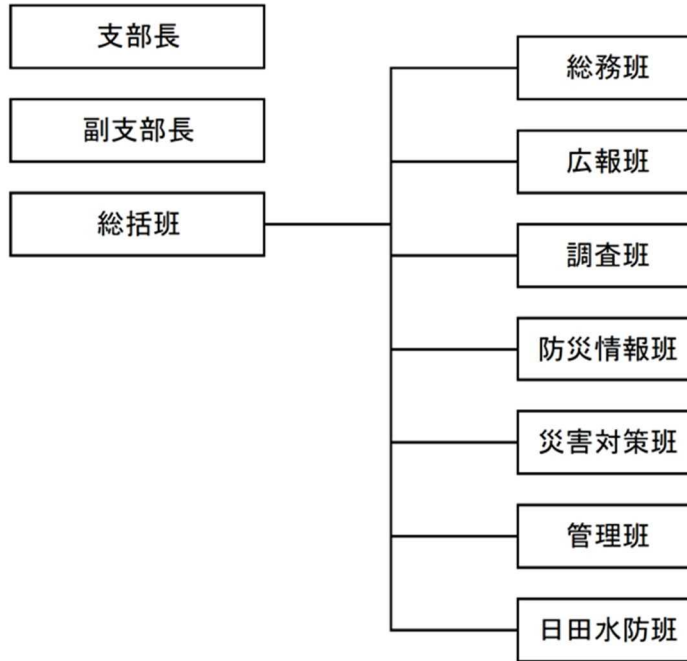 支部長
副支部長
総括班
総務班
広報班
調査班
防災情報班
災害対策班
管理班
日田水防班